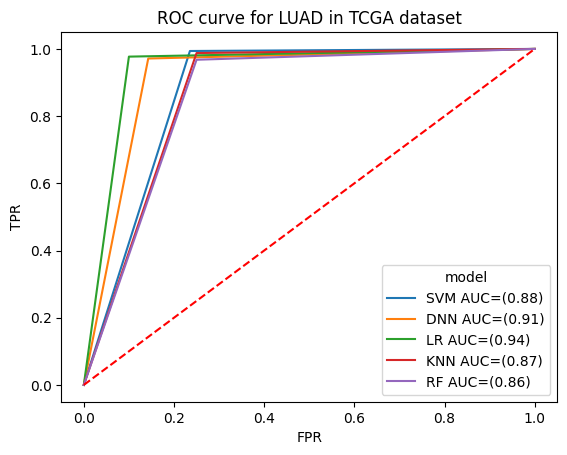 ROC curve for LUAD in TCGA dataset
1.0
0.8
0.6
0.4
0.2
0.0
TPR
0.0 0.2 0.4 0.6 0.8 1.0
FPR
model
SVM AUC=(0.88)
DNN AUC=(0.91)
LR AUC=(0.94)
KNN AUC=(0.87)
RF AUC=(0.86)